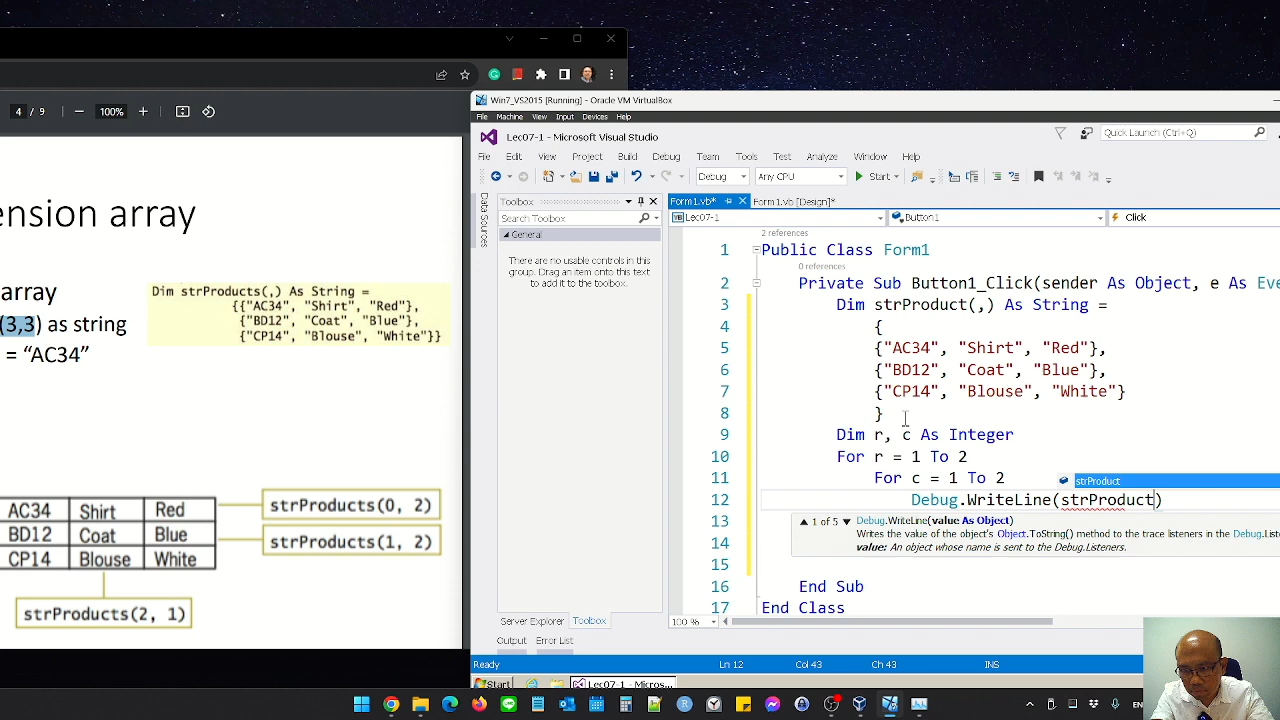 4 / 9
100%
ension array
array
(3,3) as string
= "AC34"
Dim strProducts(,) As String =
{{"AC34", "Shirt", "Red"},
{"BD12", "Coat", "Blue"},
{"CP14", "Blouse", "White"}}
AC34 Shirt Red
BD12 Coat Blue
CP14 Blouse White
strProducts(0, 2)
strProducts(1, 2)
strProducts(2, 1)
Win7_VS2015 [Running] - Oracle VM VirtualBox
File Machine View Input Devices Help
Lec07-1 - Microsoft Visual Studio
Quick Launch (Ctrl+Q)
File Edit View Project Build Debug Team Tools Test Analyze Window Help
Debug Any CPU Start
Data Sources
Toolbox
Search Toolbox
General
There are no usable controls in this
group. Drag an item onto this text
to add it to the toolbox.
Server Explorer Toolbox
Output Error List
Form1.vb* Form1.vb [Design]*
Lec07-1 Button1 Click
2 references
1 Public Class Form1
0 references
2 Private Sub Button1_Click(sender As Object, e As Eve
3 Dim strProduct(,) As String =
4 {
5 {"AC34", "Shirt", "Red"},
6 {"BD12", "Coat", "Blue"},
7 {"CP14", "Blouse", "White"}
8 }
9 Dim r, c As Integer
10 For r = 1 To 2
11 For c = 1 To 2
strProduct
12 Debug.WriteLine(strProduct)
13
1 of 5 Debug.WriteLine(value As Object)
14
Writes the value of the object's Object.ToString() method to the trace listeners in the Debug.Liste
value: An object whose name is sent to the Debug.Listeners.
15
16 End Sub
17 End Class
100 %
Ready Ln 12 Col 43 Ch 43 INS
Start Lec07-1 - Micros...
EN